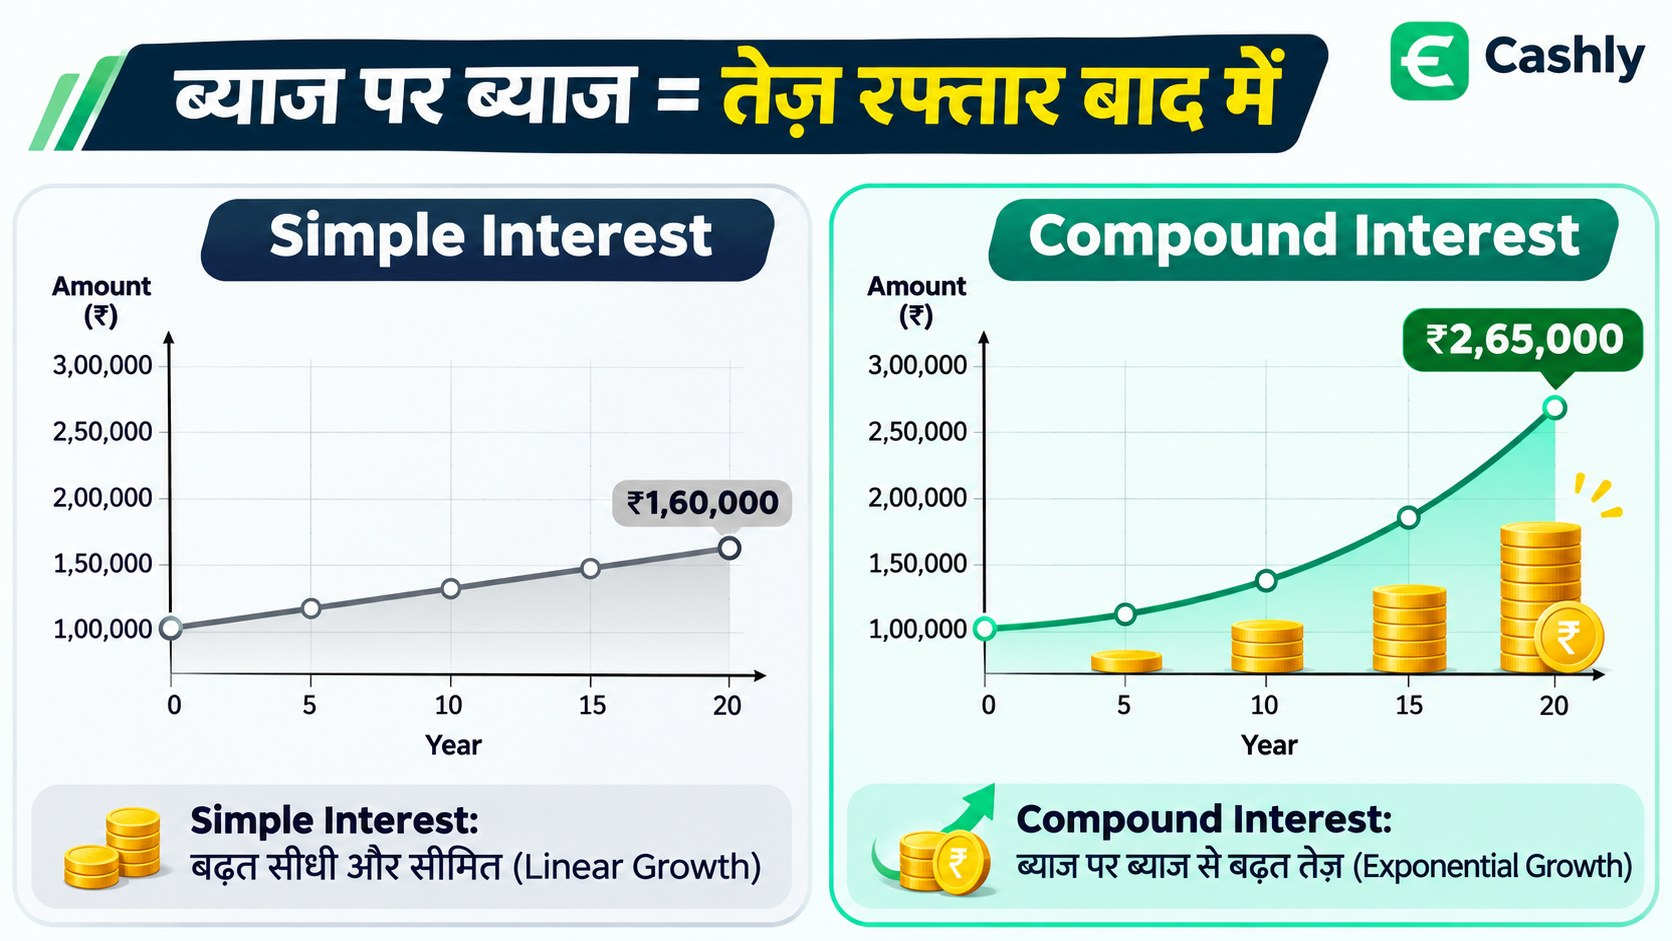 ब्याज पर ब्याज = तेज़ रफ्तार बाद में
Cashly
Simple Interest
Amount
(₹)
3,00,000
2,50,000
2,00,000
1,50,000
1,00,000
₹1,60,000
0 5 10 15 20
Year
Simple Interest:
बढ़त सीधी और सीमित (Linear Growth)
Compound Interest
Amount
(₹)
3,00,000
2,50,000
2,00,000
1,50,000
1,00,000
₹2,65,000
₹
0 5 10 15 20
Year
₹
Compound Interest:
ब्याज पर ब्याज से बढ़त तेज़ (Exponential Growth)